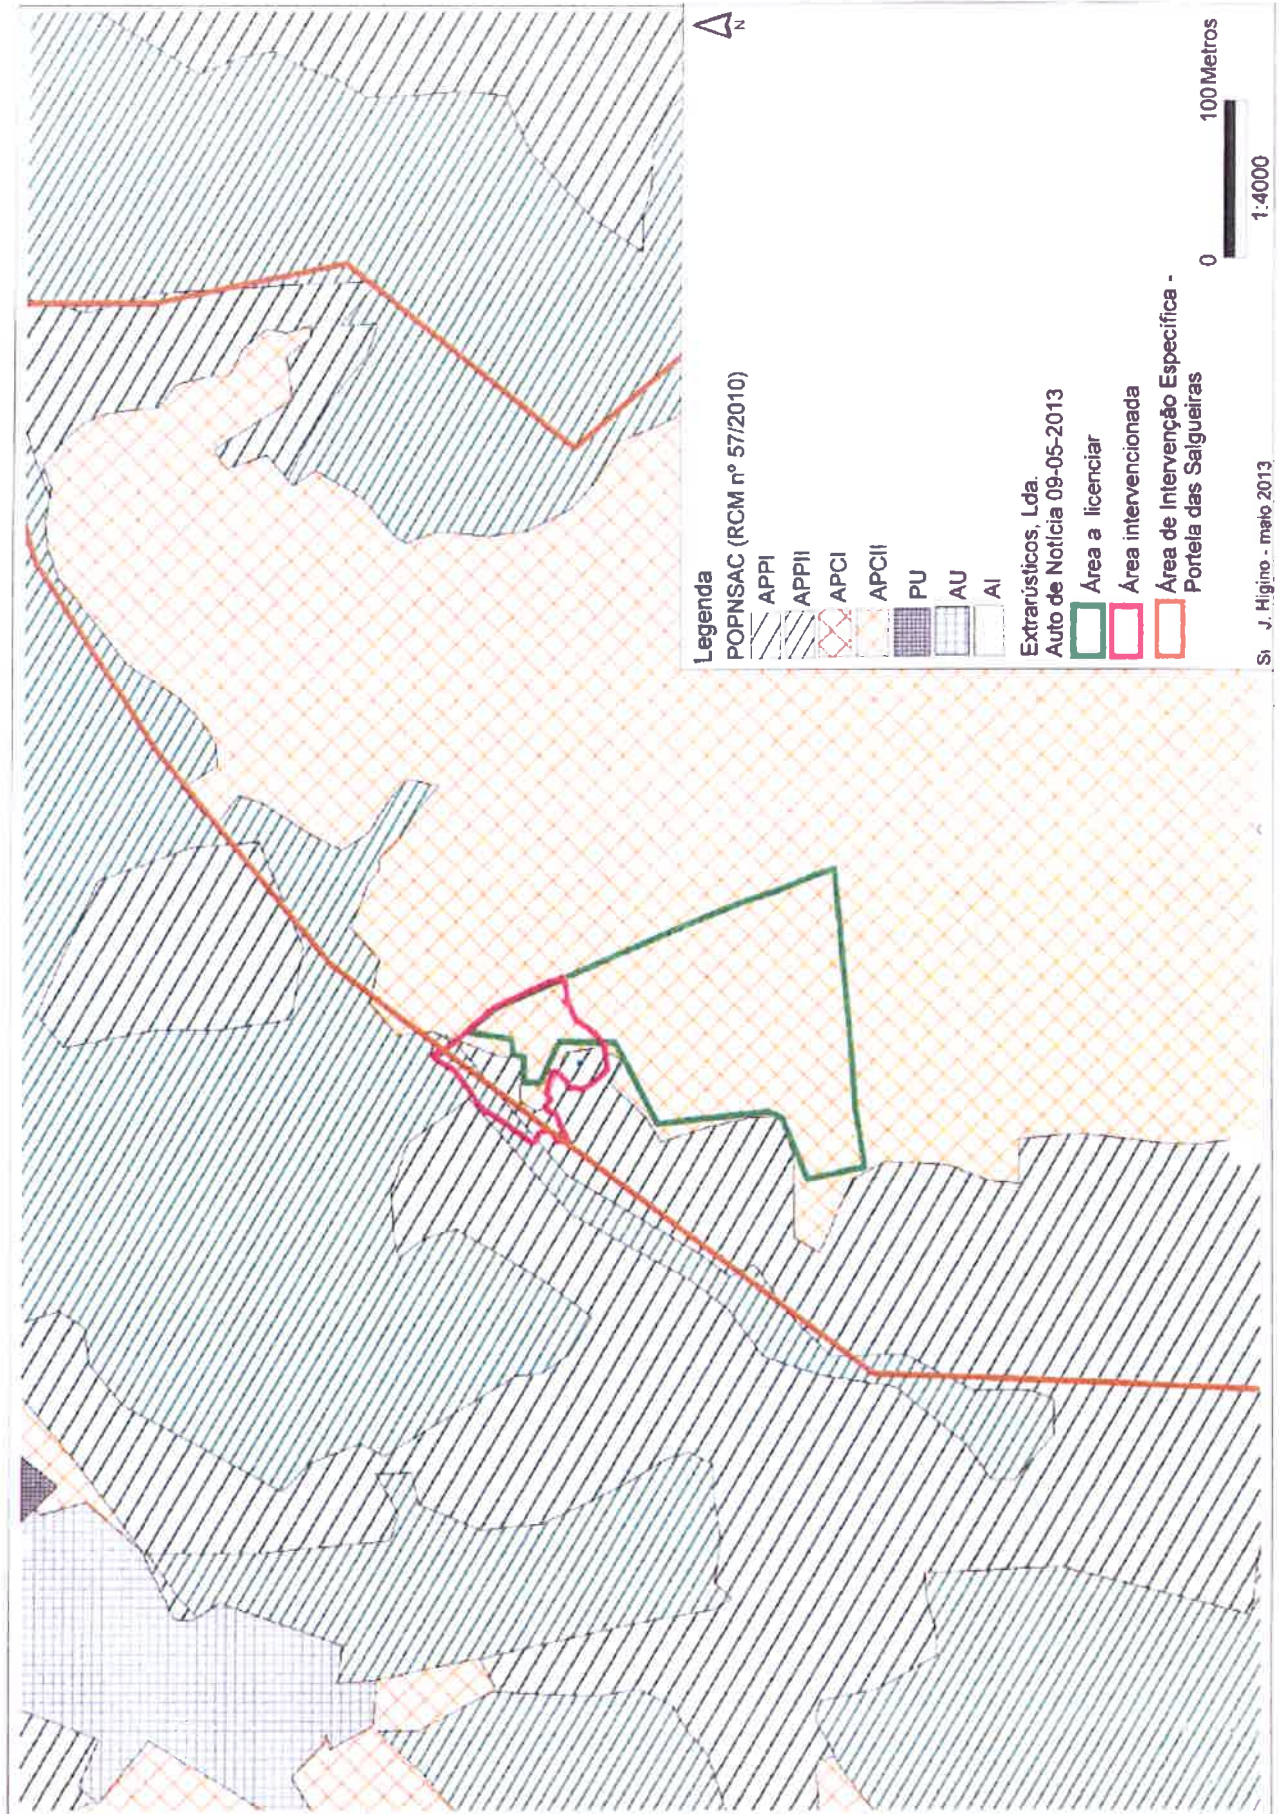 N
Legenda
POPNSAC (RCM nº 57/2010)
APPI
APPII
APCI
APCII
PU
AU
AI
Extrarústicos, Lda.
Auto de Notícia 09-05-2013
Área a licenciar
Área intervencionada
Área de Intervenção Específica -
Portela das Salgueiras
0
100 Metros
1:4000
J. Higino - maio 2013